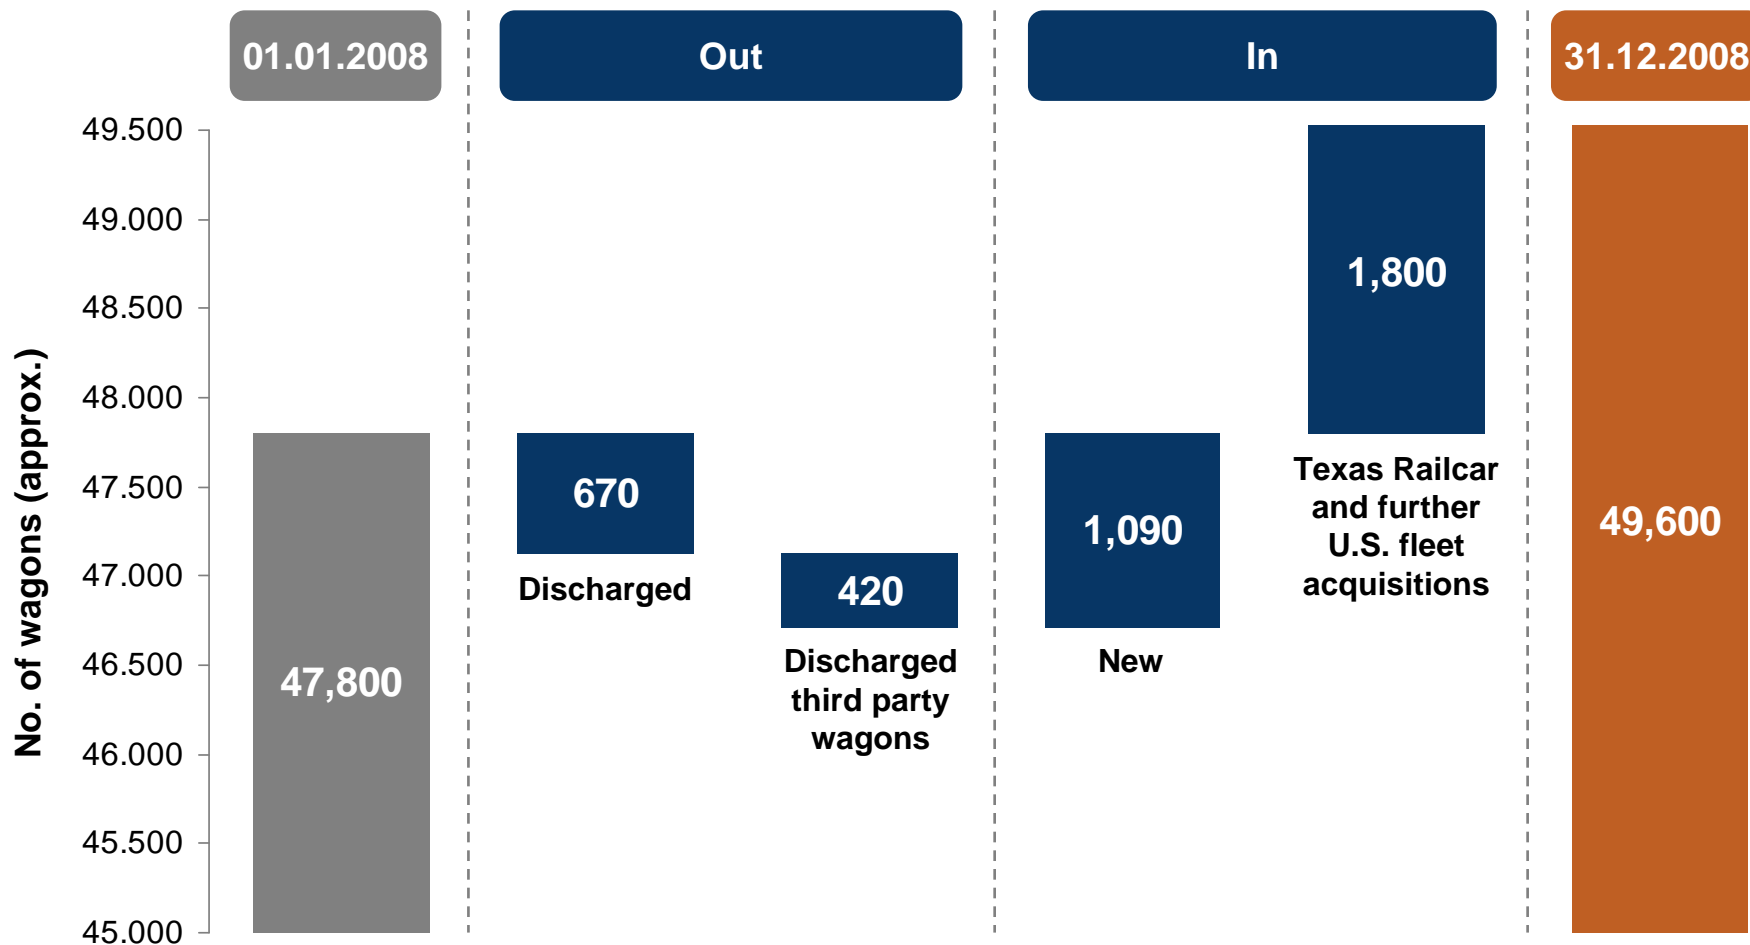 01.01.2008
Out
In
31.12.2008
No. of wagons (approx.)
49.500
49.000
48.500
48.000
47.500
47.000
46.500
46.000
45.500
45.000
47,800
670
Discharged
420
Discharged
third party
wagons
1,090
New
1,800
Texas Railcar
and further
U.S. fleet
acquisitions
49,600